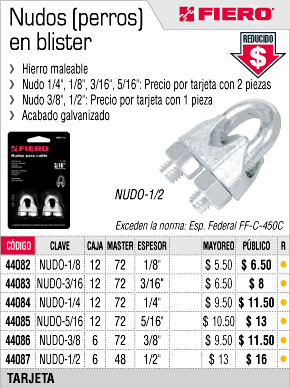 Nudos (perros)
en blister
FIERO®
REDUCIDO
$
› Hierro maleable
› Nudo 1/4", 1/8", 3/16", 5/16": Precio por tarjeta con 2 piezas
› Nudo 3/8", 1/2": Precio por tarjeta con 1 pieza
› Acabado galvanizado
FIERO
Nudos para cable
3/16"
NUDO-1/2
Exceden la norma: Esp. Federal FF-C-450C
CÓDIGO CLAVE CAJA MASTER ESPESOR MAYOREO PÚBLICO R
44082 NUDO-1/8 12 72 1/8" $ 5.50 $ 6.50
44083 NUDO-3/16 12 72 3/16" $ 6.50 $ 8
44084 NUDO-1/4 12 72 1/4" $ 9.50 $ 11.50
44085 NUDO-5/16 12 72 5/16" $ 10.50 $ 13
44086 NUDO-3/8 6 72 3/8" $ 9.50 $ 11.50
44087 NUDO-1/2 6 48 1/2" $ 13 $ 16
TARJETA